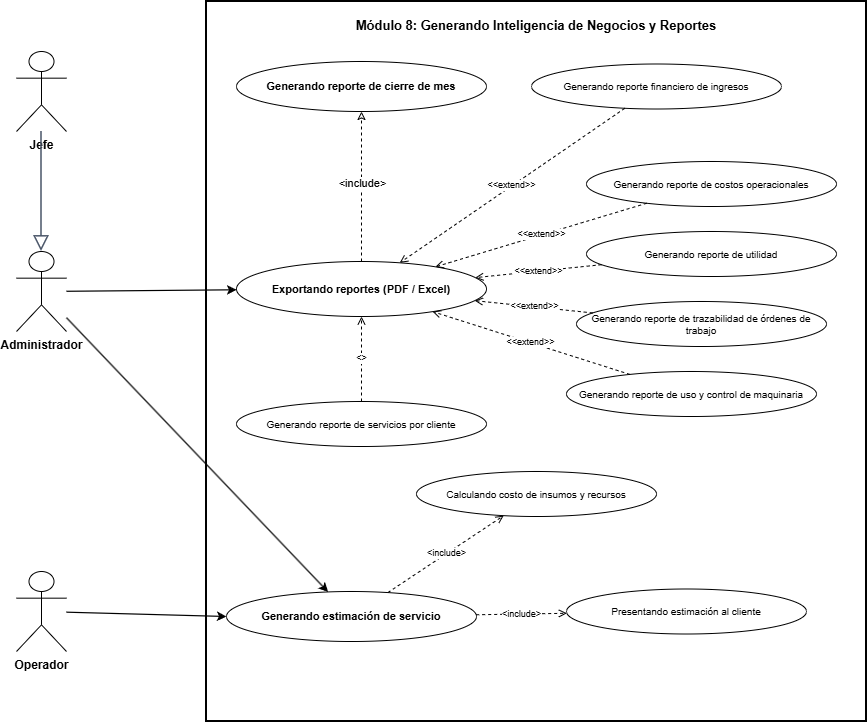 Módulo 8: Generando Inteligencia de Negocios y Reportes
Generando reporte de cierre de mes
Generando reporte financiero de ingresos
Jefe
<include>
<<extend>>
Generando reporte de costos operacionales
<<extend>>
Generando reporte de utilidad
<<extend>>
Exportando reportes (PDF / Excel)
<<extend>>
Generando reporte de trazabilidad de órdenes de
trabajo
Administrador
<<extend>>
<>
Generando reporte de uso y control de maquinaria
Generando reporte de servicios por cliente
Calculando costo de insumos y recursos
<include>
Generando estimación de servicio
<include>
Presentando estimación al cliente
Operador